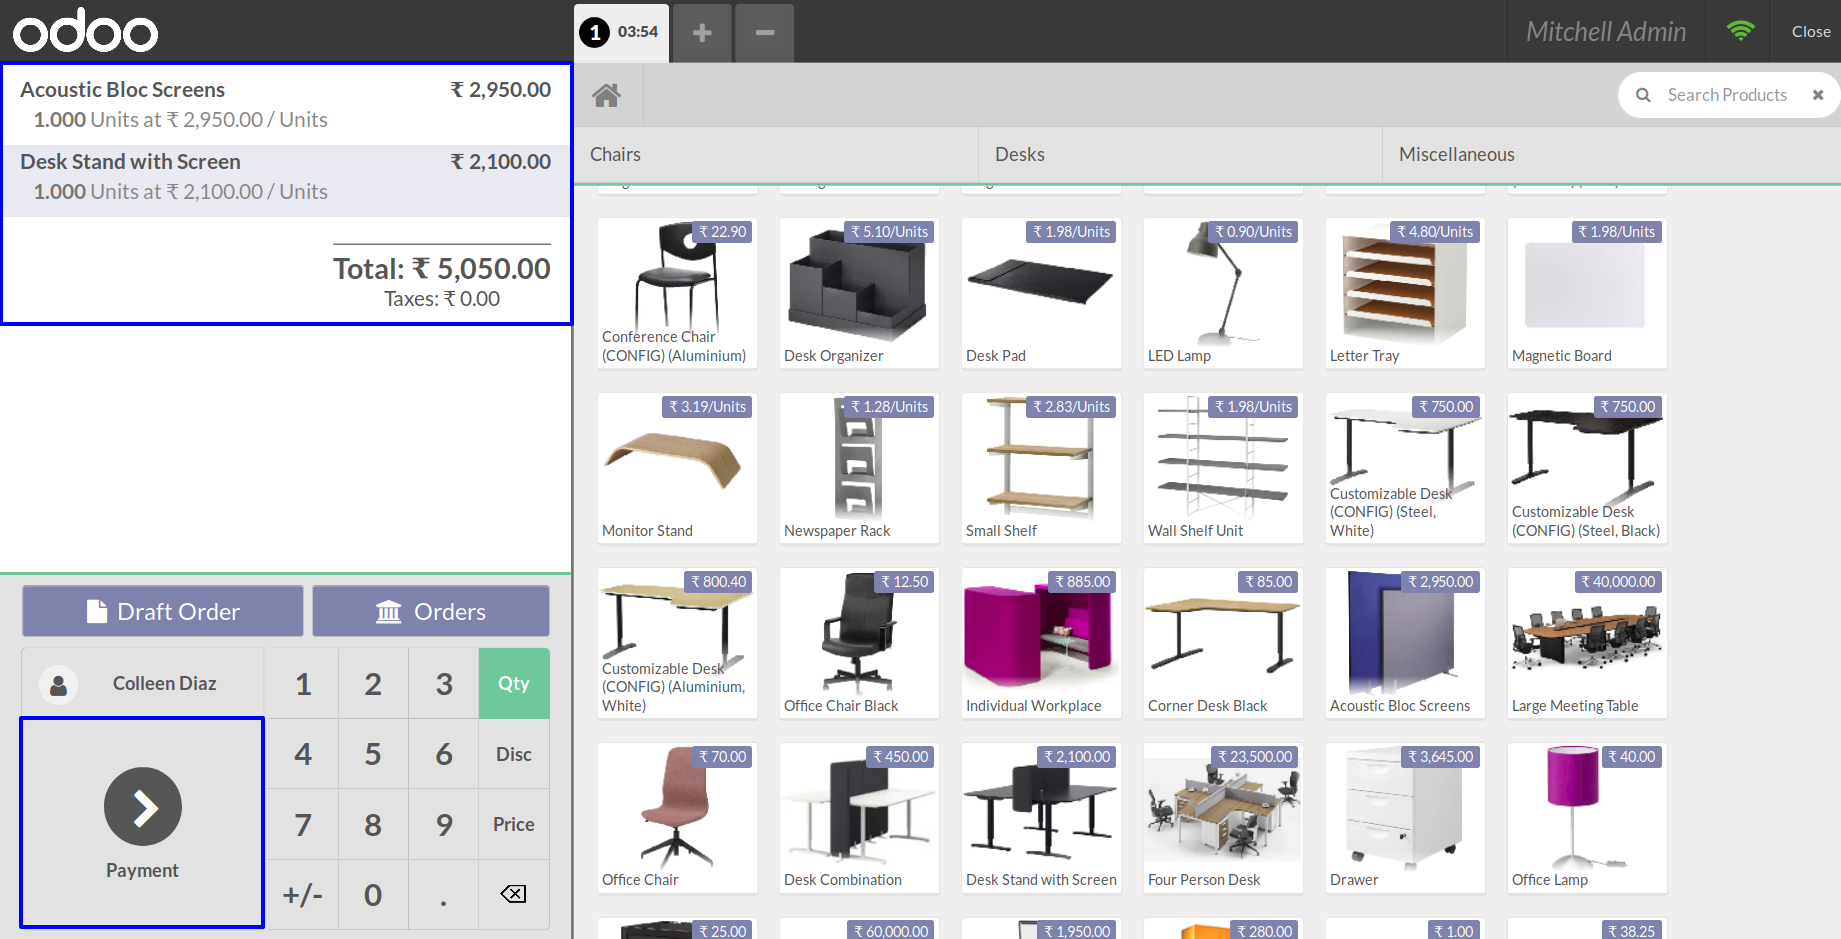 odoo
1 03:54
Mitchell Admin
Close
Acoustic Bloc Screens ₹ 2,950.00
1.000 Units at ₹ 2,950.00 / Units
Desk Stand with Screen ₹ 2,100.00
1.000 Units at ₹ 2,100.00 / Units
Total: ₹ 5,050.00
Taxes: ₹ 0.00
Draft Order
Orders
Colleen Diaz
1 2 3 Qty
4 5 6 Disc
7 8 9 Price
+/- 0 .
Payment
Search Products
Chairs
Desks
Miscellaneous
₹ 22.90
Conference Chair
(CONFIG) (Aluminium)
₹ 5.10/Units
Desk Organizer
₹ 1.98/Units
Desk Pad
₹ 0.90/Units
LED Lamp
₹ 4.80/Units
Letter Tray
₹ 1.98/Units
Magnetic Board
₹ 3.19/Units
Monitor Stand
₹ 1.28/Units
Newspaper Rack
₹ 2.83/Units
Small Shelf
₹ 1.98/Units
Wall Shelf Unit
₹ 750.00
Customizable Desk
(CONFIG) (Steel,
White)
₹ 750.00
Customizable Desk
(CONFIG) (Steel, Black)
₹ 800.40
Customizable Desk
(CONFIG) (Aluminium,
White)
₹ 12.50
Office Chair Black
₹ 885.00
Individual Workplace
₹ 85.00
Corner Desk Black
₹ 2,950.00
Acoustic Bloc Screens
₹ 40,000.00
Large Meeting Table
₹ 70.00
Office Chair
₹ 450.00
Desk Combination
₹ 2,100.00
Desk Stand with Screen
₹ 23,500.00
Four Person Desk
₹ 3,645.00
Drawer
₹ 40.00
Office Lamp
₹ 25.00
₹ 60,000.00
₹ 1,950.00
₹ 280.00
₹ 1.00
₹ 38.25